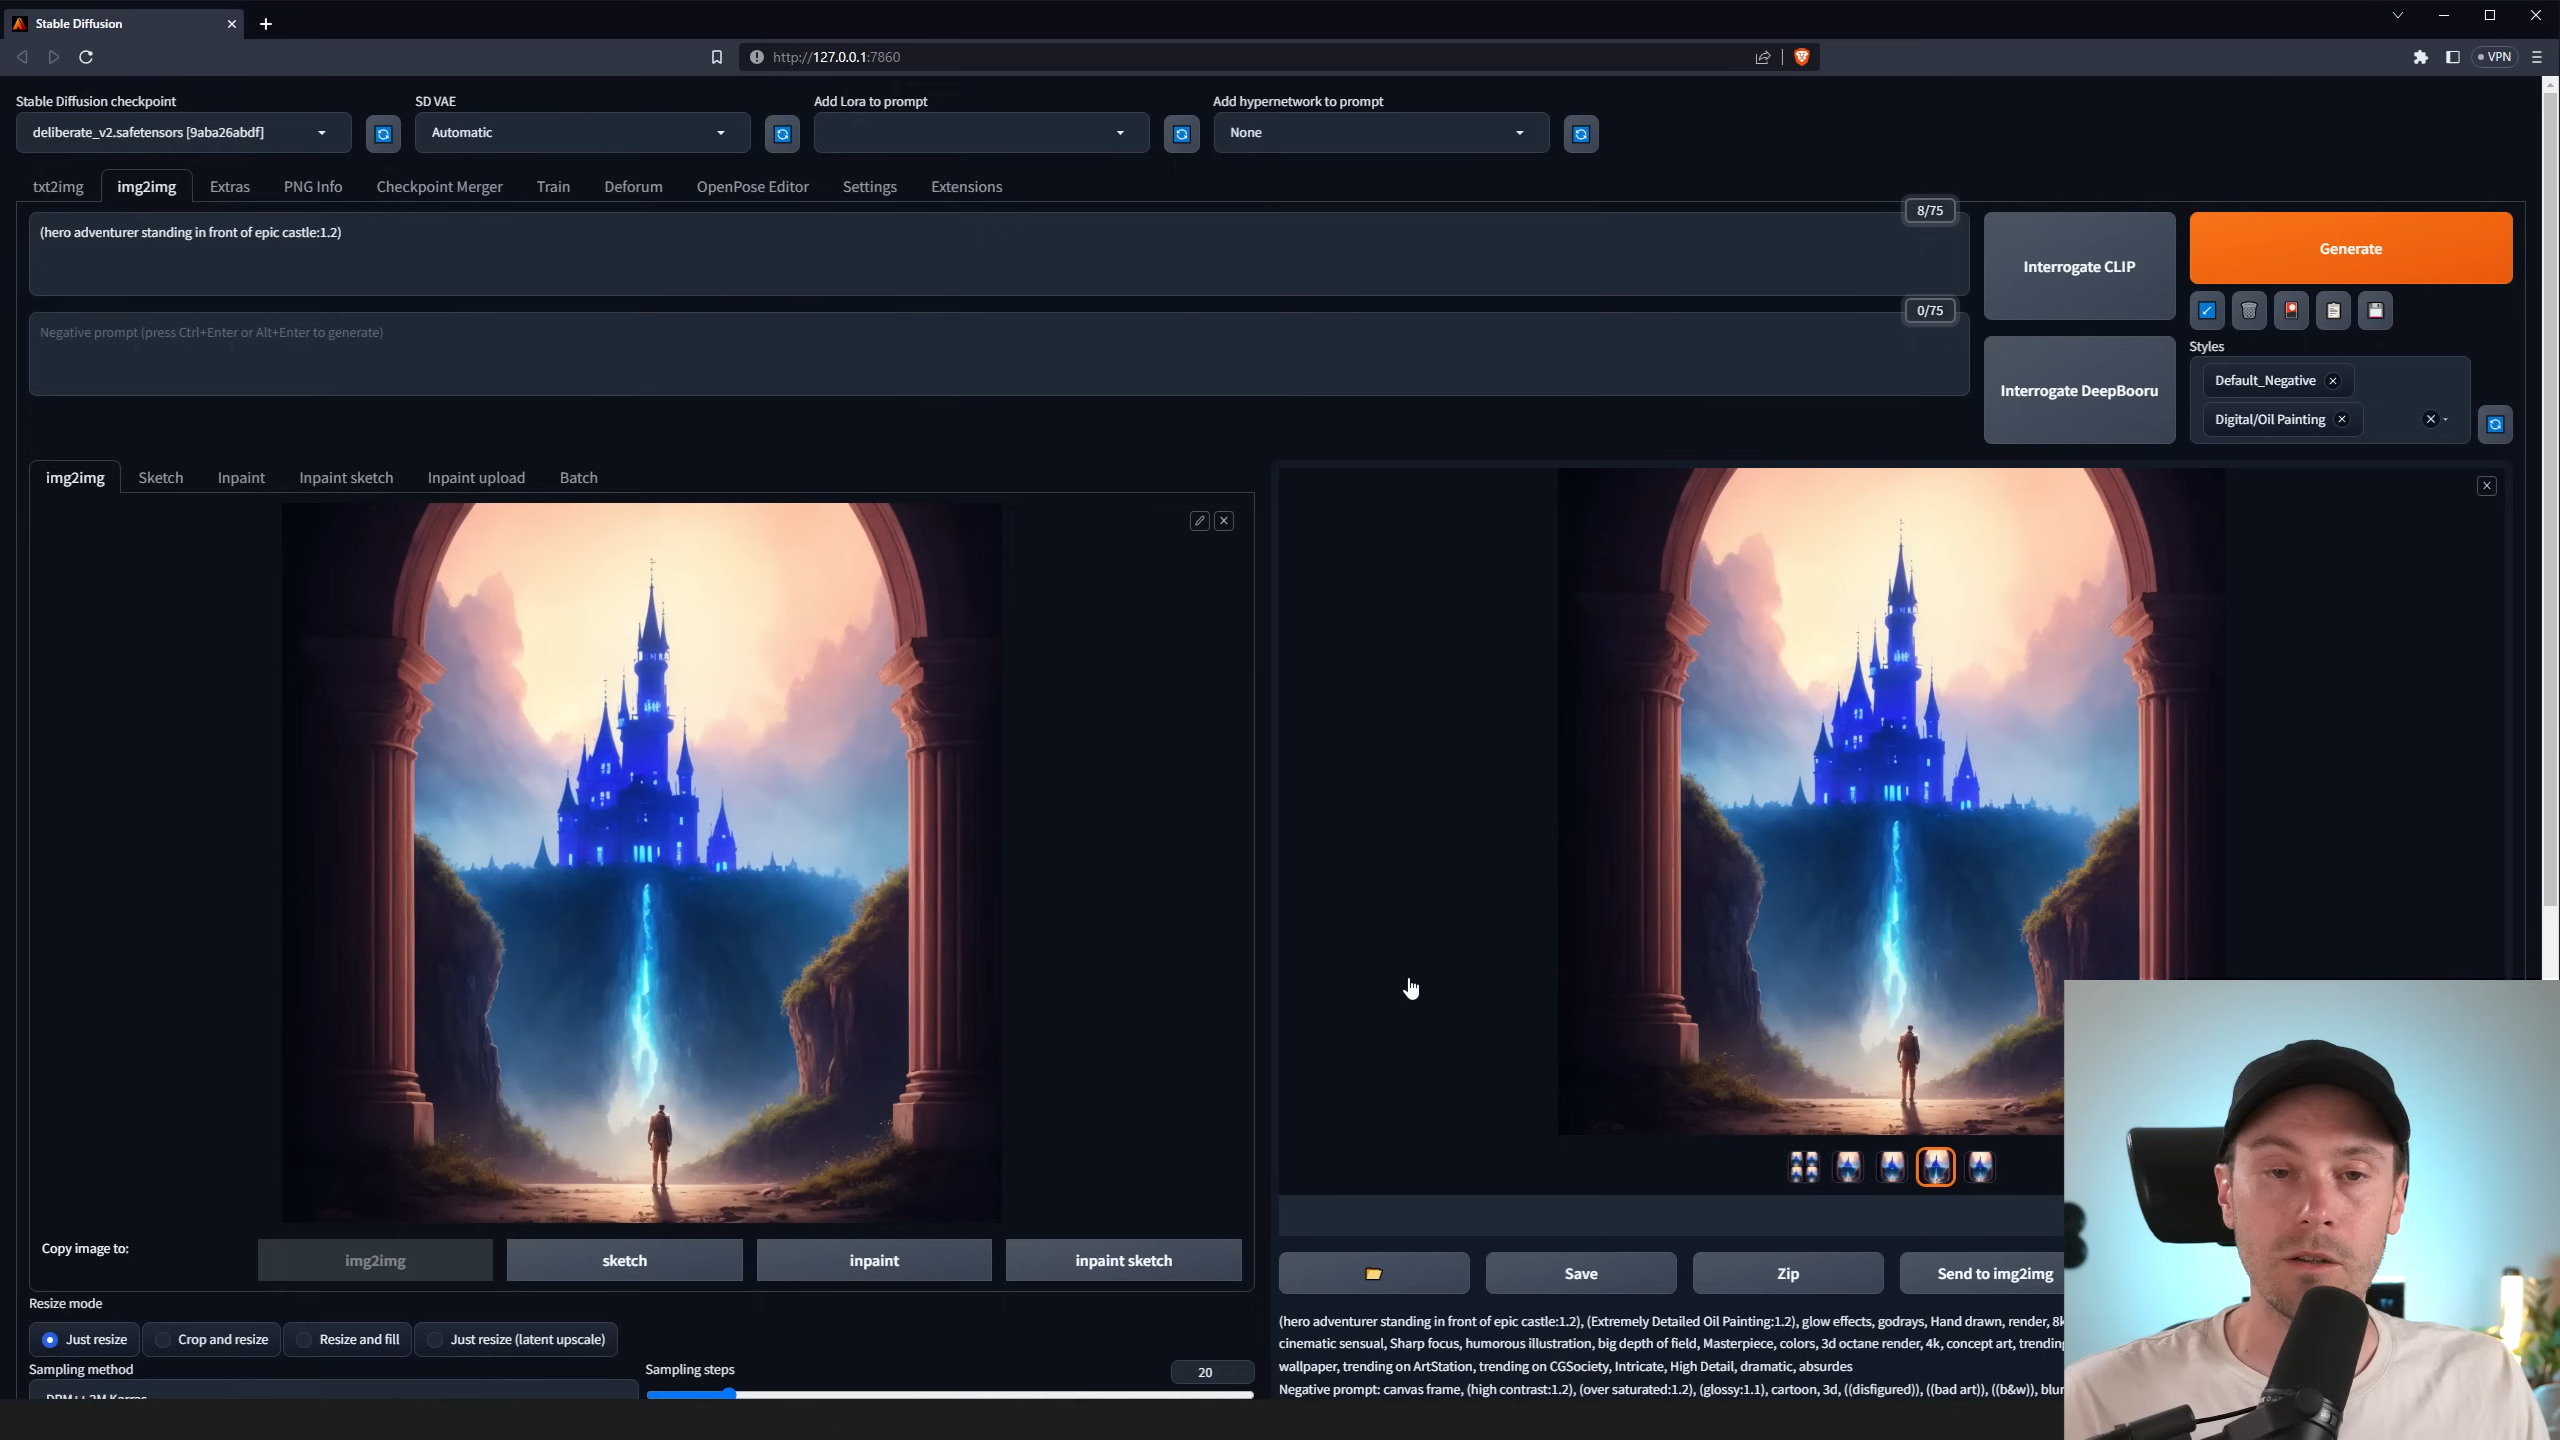 Stable Diffusion
http://127.0.0.1:7860
VPN
Stable Diffusion checkpoint
SD VAE
Add Lora to prompt
Add hypernetwork to prompt
deliberate_v2.safetensors [9aba26abdf]
Automatic
None
txt2img
img2img
Extras
PNG Info
Checkpoint Merger
Train
Deforum
OpenPose Editor
Settings
Extensions
8/75
(hero adventurer standing in front of epic castle:1.2)
Interrogate CLIP
Generate
0/75
Negative prompt (press Ctrl+Enter or Alt+Enter to generate)
Interrogate DeepBooru
Styles
Default_Negative
Digital/Oil Painting
img2img
Sketch
Inpaint
Inpaint sketch
Inpaint upload
Batch
Copy image to:
img2img
sketch
inpaint
inpaint sketch
Save
Zip
Send to img2img
Resize mode
Just resize
Crop and resize
Resize and fill
Just resize (latent upscale)
Sampling method
Sampling steps
20
(hero adventurer standing in front of epic castle:1.2), (Extremely Detailed Oil Painting:1.2), glow effects, godrays, Hand drawn, render, 8k
cinematic sensual, Sharp focus, humorous illustration, big depth of field, Masterpiece, colors, 3d octane render, 4k, concept art, trending
wallpaper, trending on ArtStation, trending on CGSociety, Intricate, High Detail, dramatic, absurdes
Negative prompt: canvas frame, (high contrast:1.2), (over saturated:1.2), (glossy:1.1), cartoon, 3d, ((disfigured)), ((bad art)), ((b&w)), blur